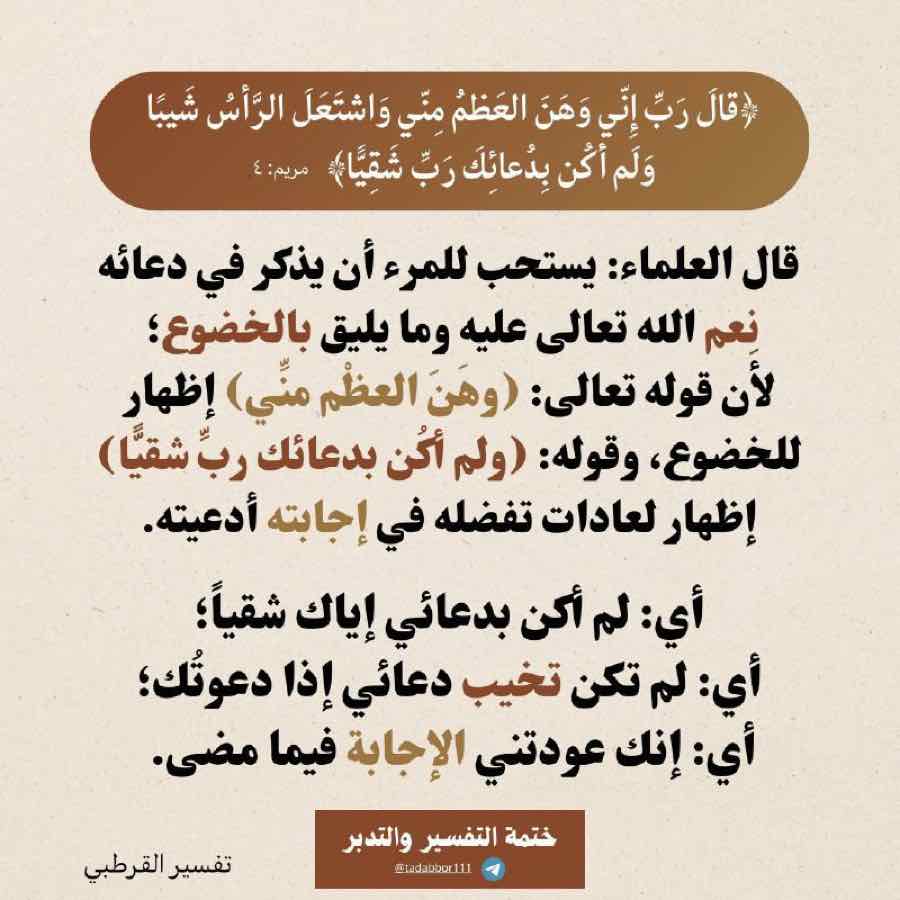 ﴿قالَ رَبِّ إِنّي وَهَنَ العَظمُ مِنّي وَاشتَعَلَ الرَّأسُ شَيبًا
وَلَم أَكُن بِدُعائِكَ رَبِّ شَقِيًّا﴾ مريم: ٤
قال العلماء: يستحب للمرء أن يذكر في دعائه
نِعم الله تعالى عليه وما يليق بالخضوع؛
لأن قوله تعالى: (وهَنَ العظْم منِّي) إظهار
للخضوع، وقوله: (ولم أكُن بدعائك ربِّ شقيًّا)
إظهار لعادات تفضله في إجابته أدعيته.
أي: لم أكن بدعائي إياك شقياً؛
أي: لم تكن تخيب دعائي إذا دعوتُك؛
أي: إنك عودتني الإجابة فيما مضى.
ختمة التفسير والتدبر
@tadabbor111
تفسير القرطبي